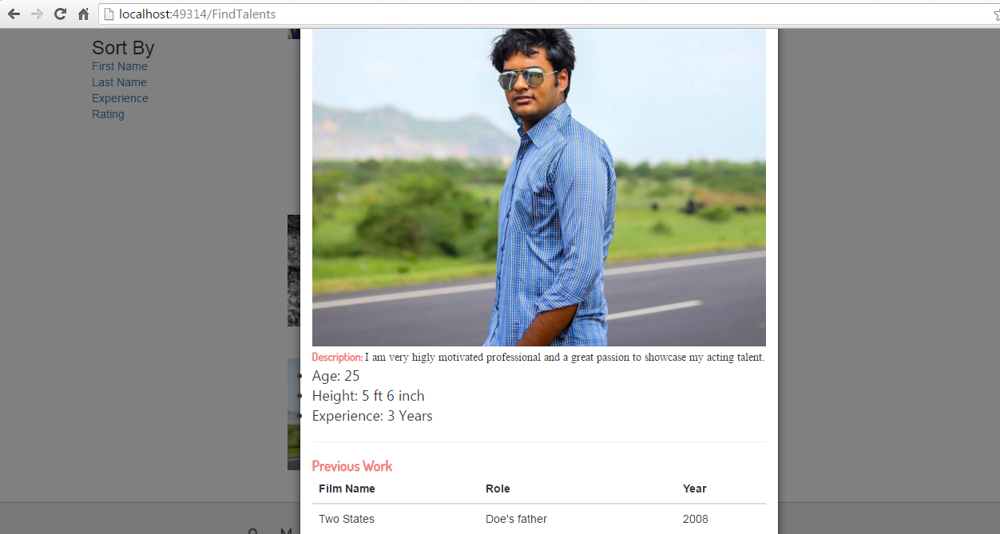 localhost:49314/FindTalents
Sort By
First Name
Last Name
Experience
Rating
Description: I am very higly motivated professional and a great passion to showcase my acting talent.
Age: 25
Height: 5 ft 6 inch
Experience: 3 Years
Previous Work
Film Name Role Year
Two States Doe's father 2008